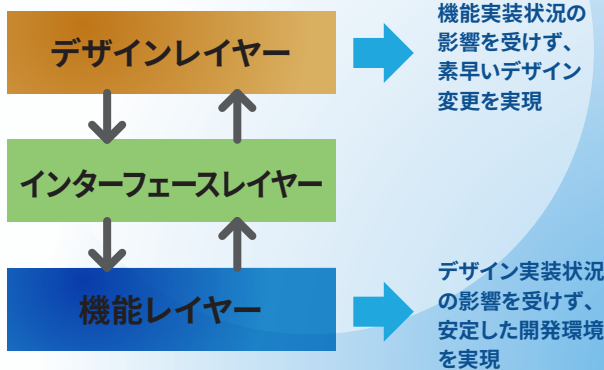 デザインレイヤー
機能実装状況の
影響を受けず、
素早いデザイン
変更を実現
インターフェースレイヤー
機能レイヤー
デザイン実装状況
の影響を受けず、
安定した開発環境
を実現